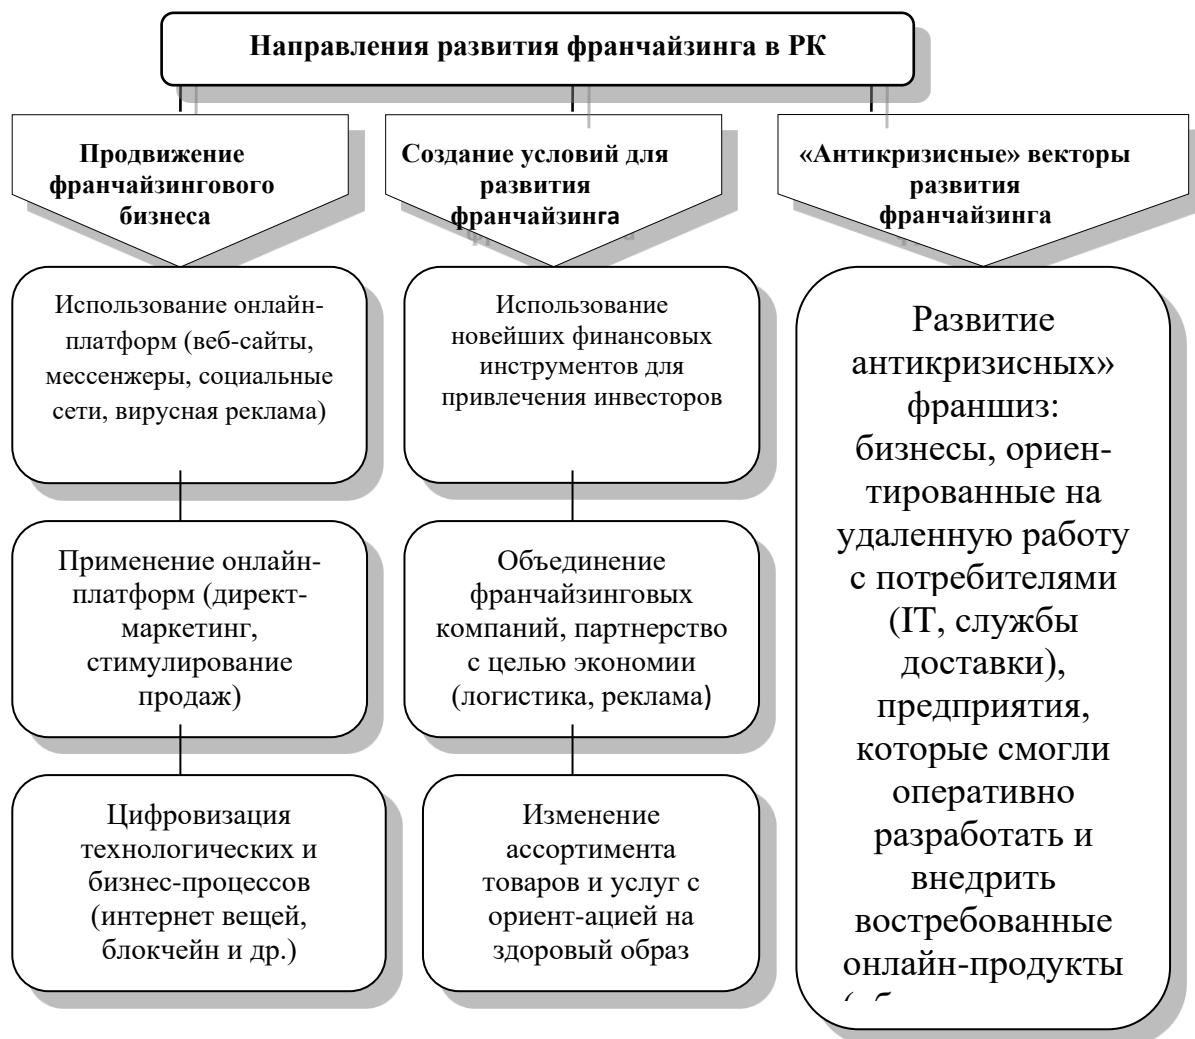 Направления развития франчайзинга в РК
Продвижение
франчайзингового
бизнеса
Использование онлайн-
платформ (веб-сайты,
мессенжеры, социальные
сети, вирусная реклама)
Применение онлайн-
платформ (директ-
маркетинг,
стимулирование
продаж)
Цифровизация
технологических и
бизнес-процессов
(интернет вещей,
блокчейн и др.)
Создание условий для
развития
франчайзинга
Использование
новейших финансовых
инструментов для
привлечения инвесторов
Объединение
франчайзинговых
компаний, партнерство
с целью экономии
(логистика, реклама)
Изменение
ассортимента
товаров и услуг с
ориент-ацией на
здоровый образ
«Антикризисные» векторы
развития
франчайзинга
Развитие
антикризисных»
франшиз:
бизнесы, ориен-
тированные на
удаленную работу
с потребителями
(IT, службы
доставки),
предприятия,
которые смогли
оперативно
разработать и
внедрить
востребованные
онлайн-продукты